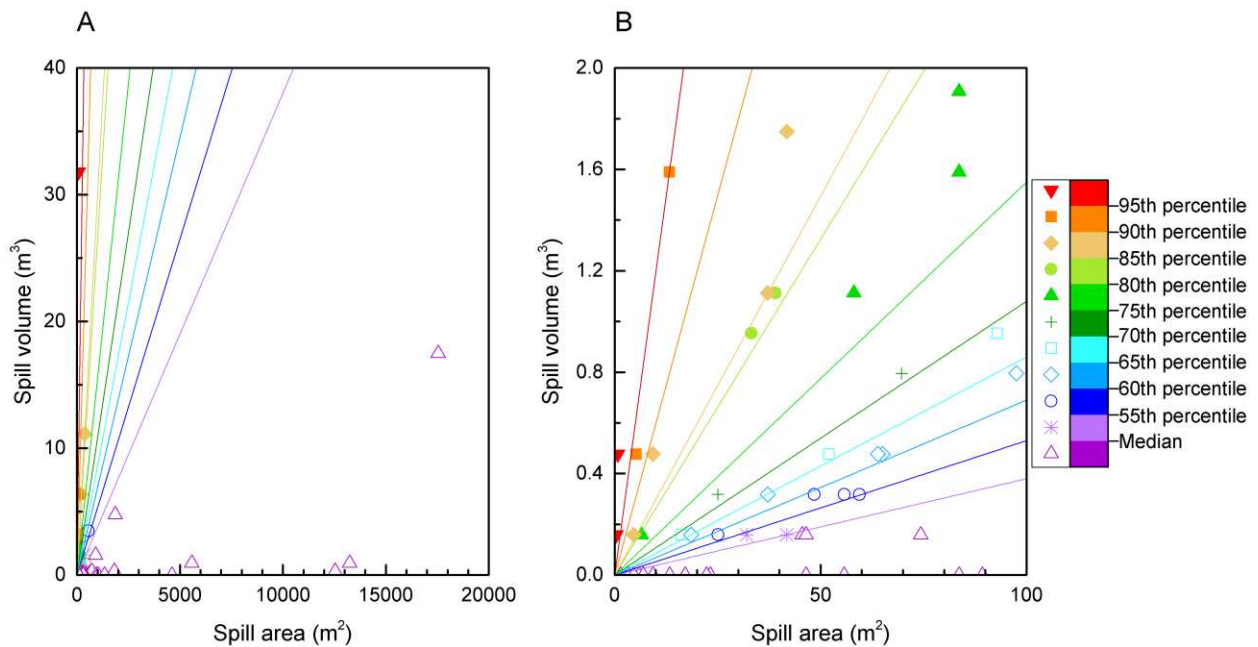 A
B
40
30
20
10
0
Spill volume (m³)
0
5000
10000
15000
20000
Spill area (m²)
2.0
1.6
1.2
0.8
0.4
0.0
Spill volume (m³)
0
50
100
Spill area (m²)
95th percentile
90th percentile
85th percentile
80th percentile
75th percentile
70th percentile
65th percentile
60th percentile
55th percentile
Median